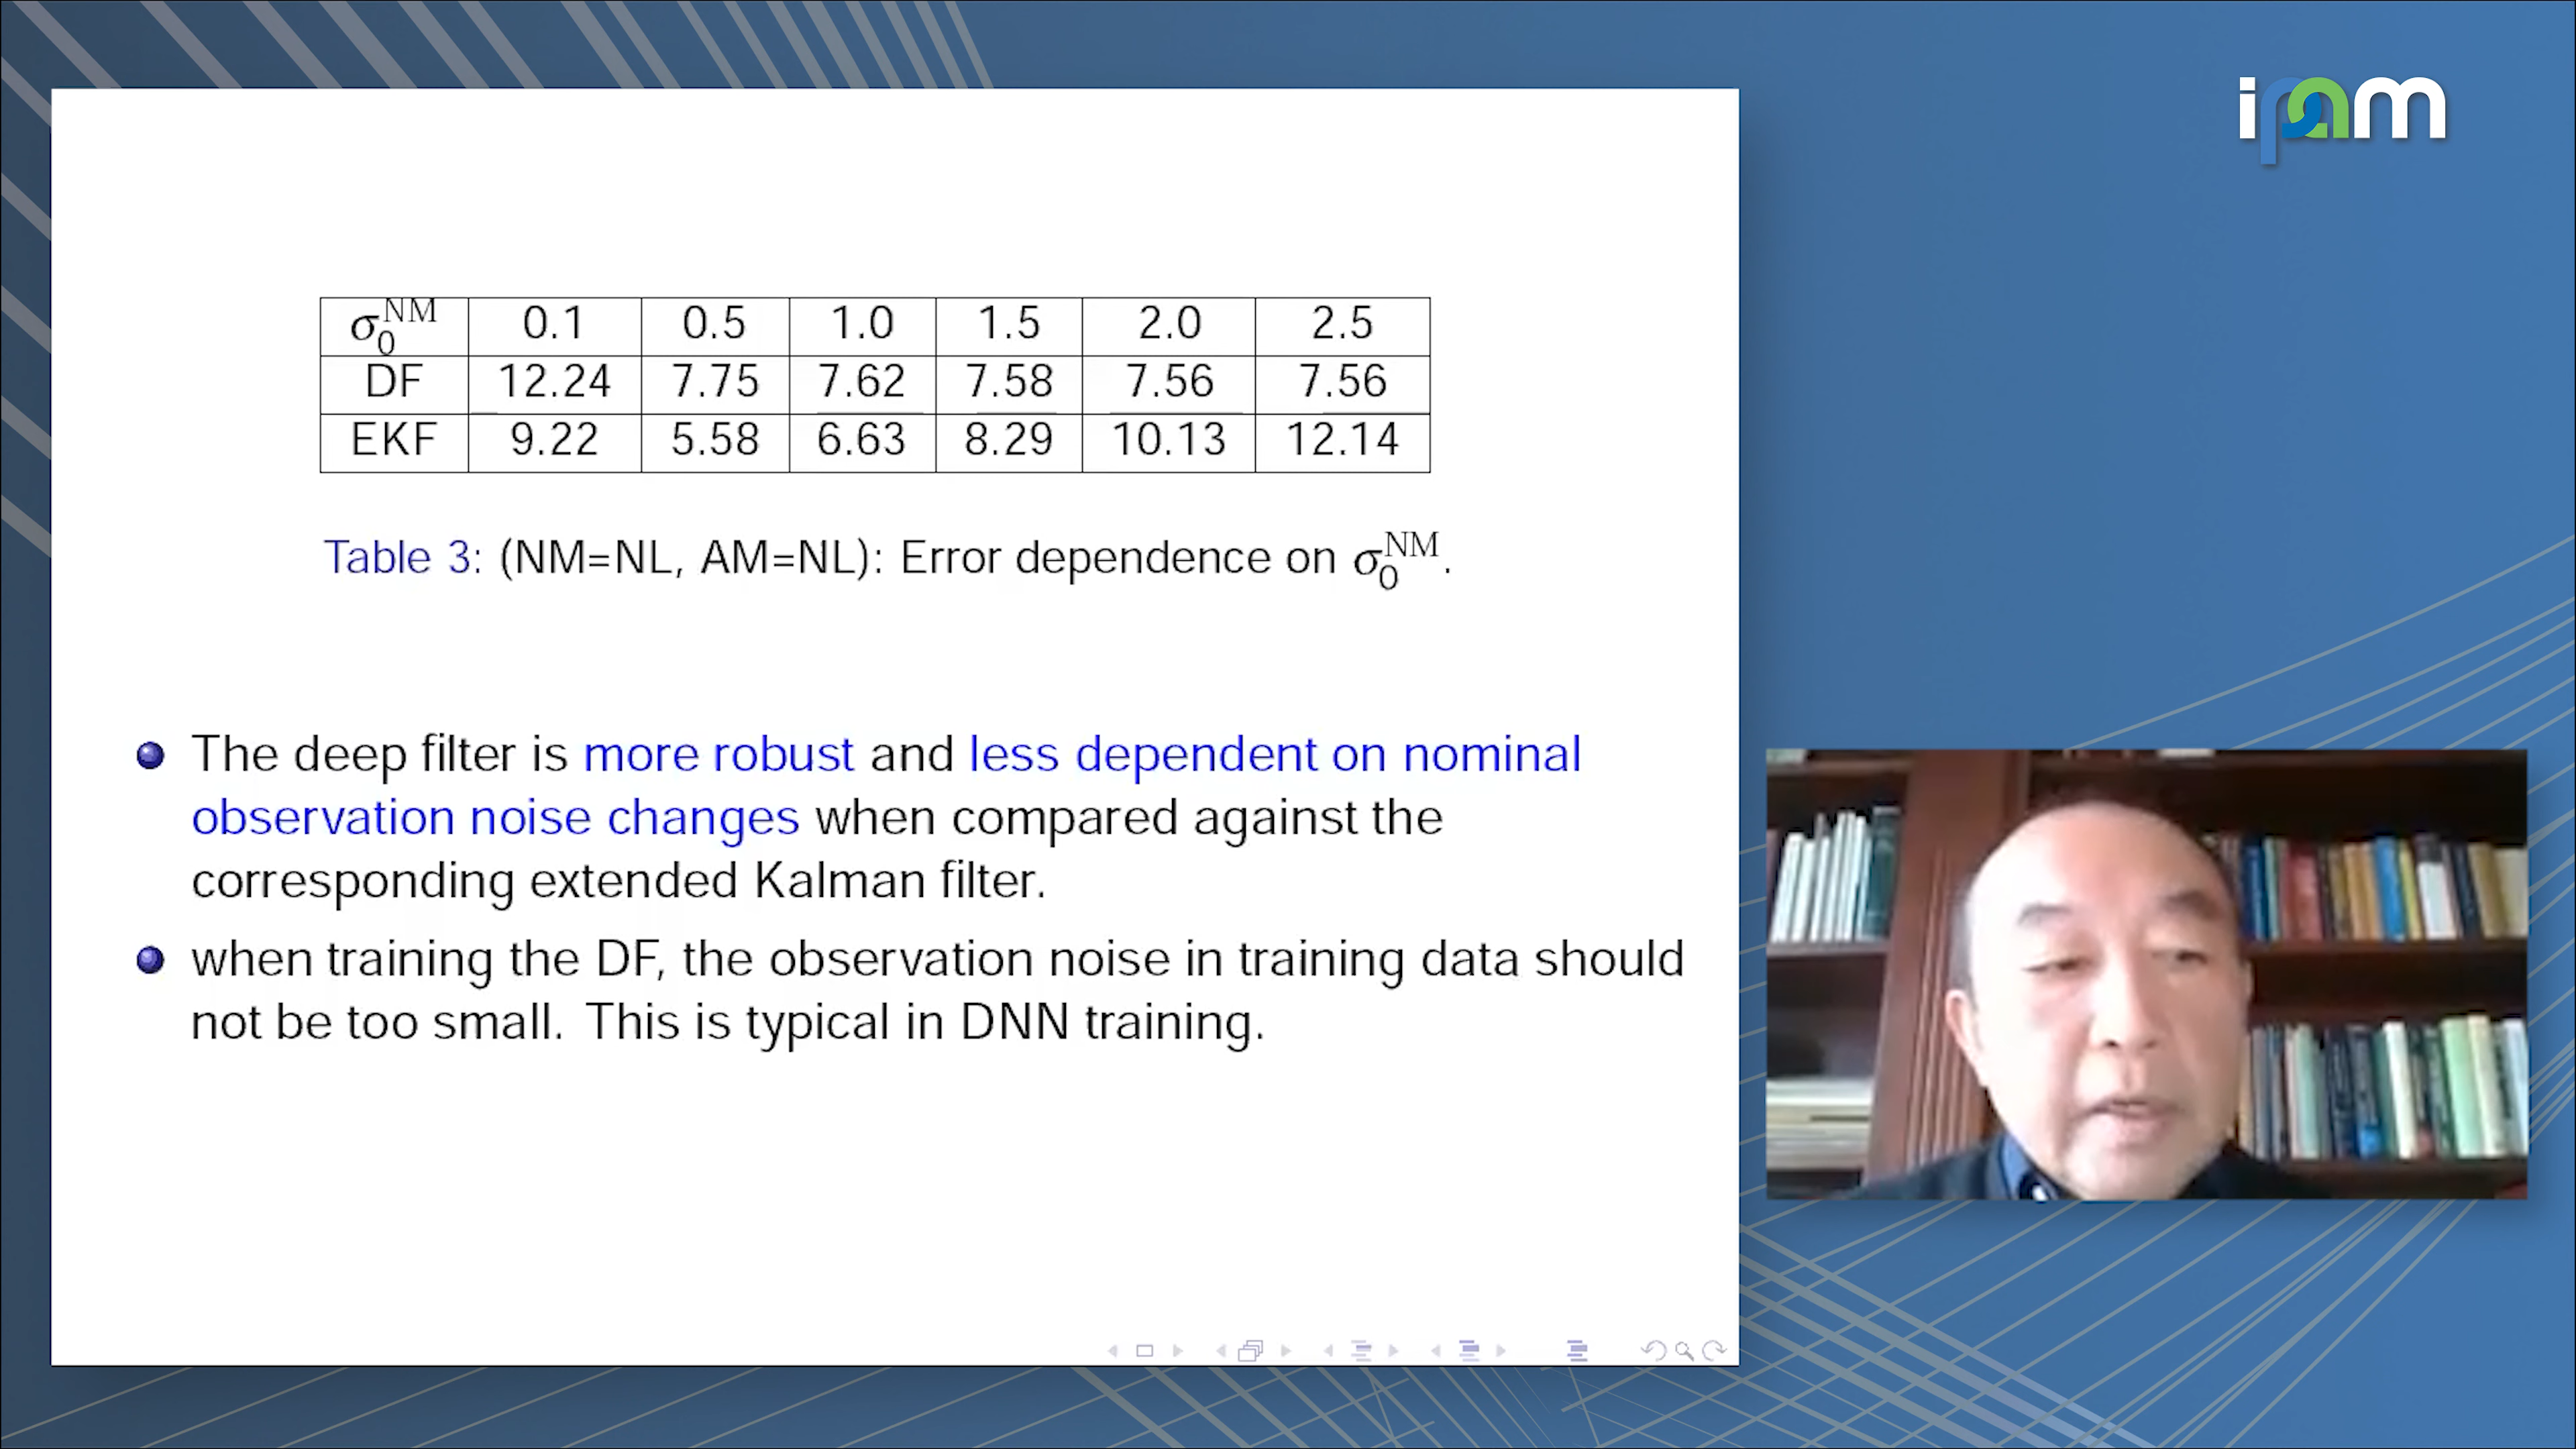 ipam
σ₀^NM 0.1 0.5 1.0 1.5 2.0 2.5
DF 12.24 7.75 7.62 7.58 7.56 7.56
EKF 9.22 5.58 6.63 8.29 10.13 12.14
Table 3: (NM=NL, AM=NL): Error dependence on σ₀^NM.
The deep filter is more robust and less dependent on nominal
observation noise changes when compared against the
corresponding extended Kalman filter.
when training the DF, the observation noise in training data should
not be too small. This is typical in DNN training.